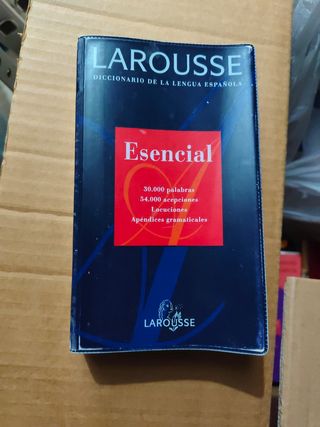 LAROUSSE
DICCIONARIO DE LA LENGUA ESPAÑOLA
Esencial
30.000 palabras
54.000 acepciones
Locuciones
Apéndices gramaticales
LAROUSSE